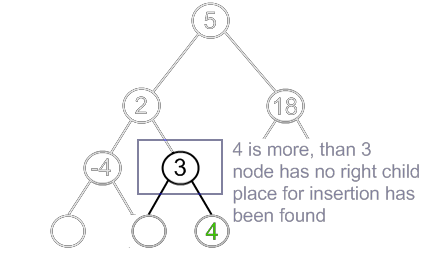 5
2
18
-4
3
4 is more, than 3
node has no right child
place for insertion has
been found
4